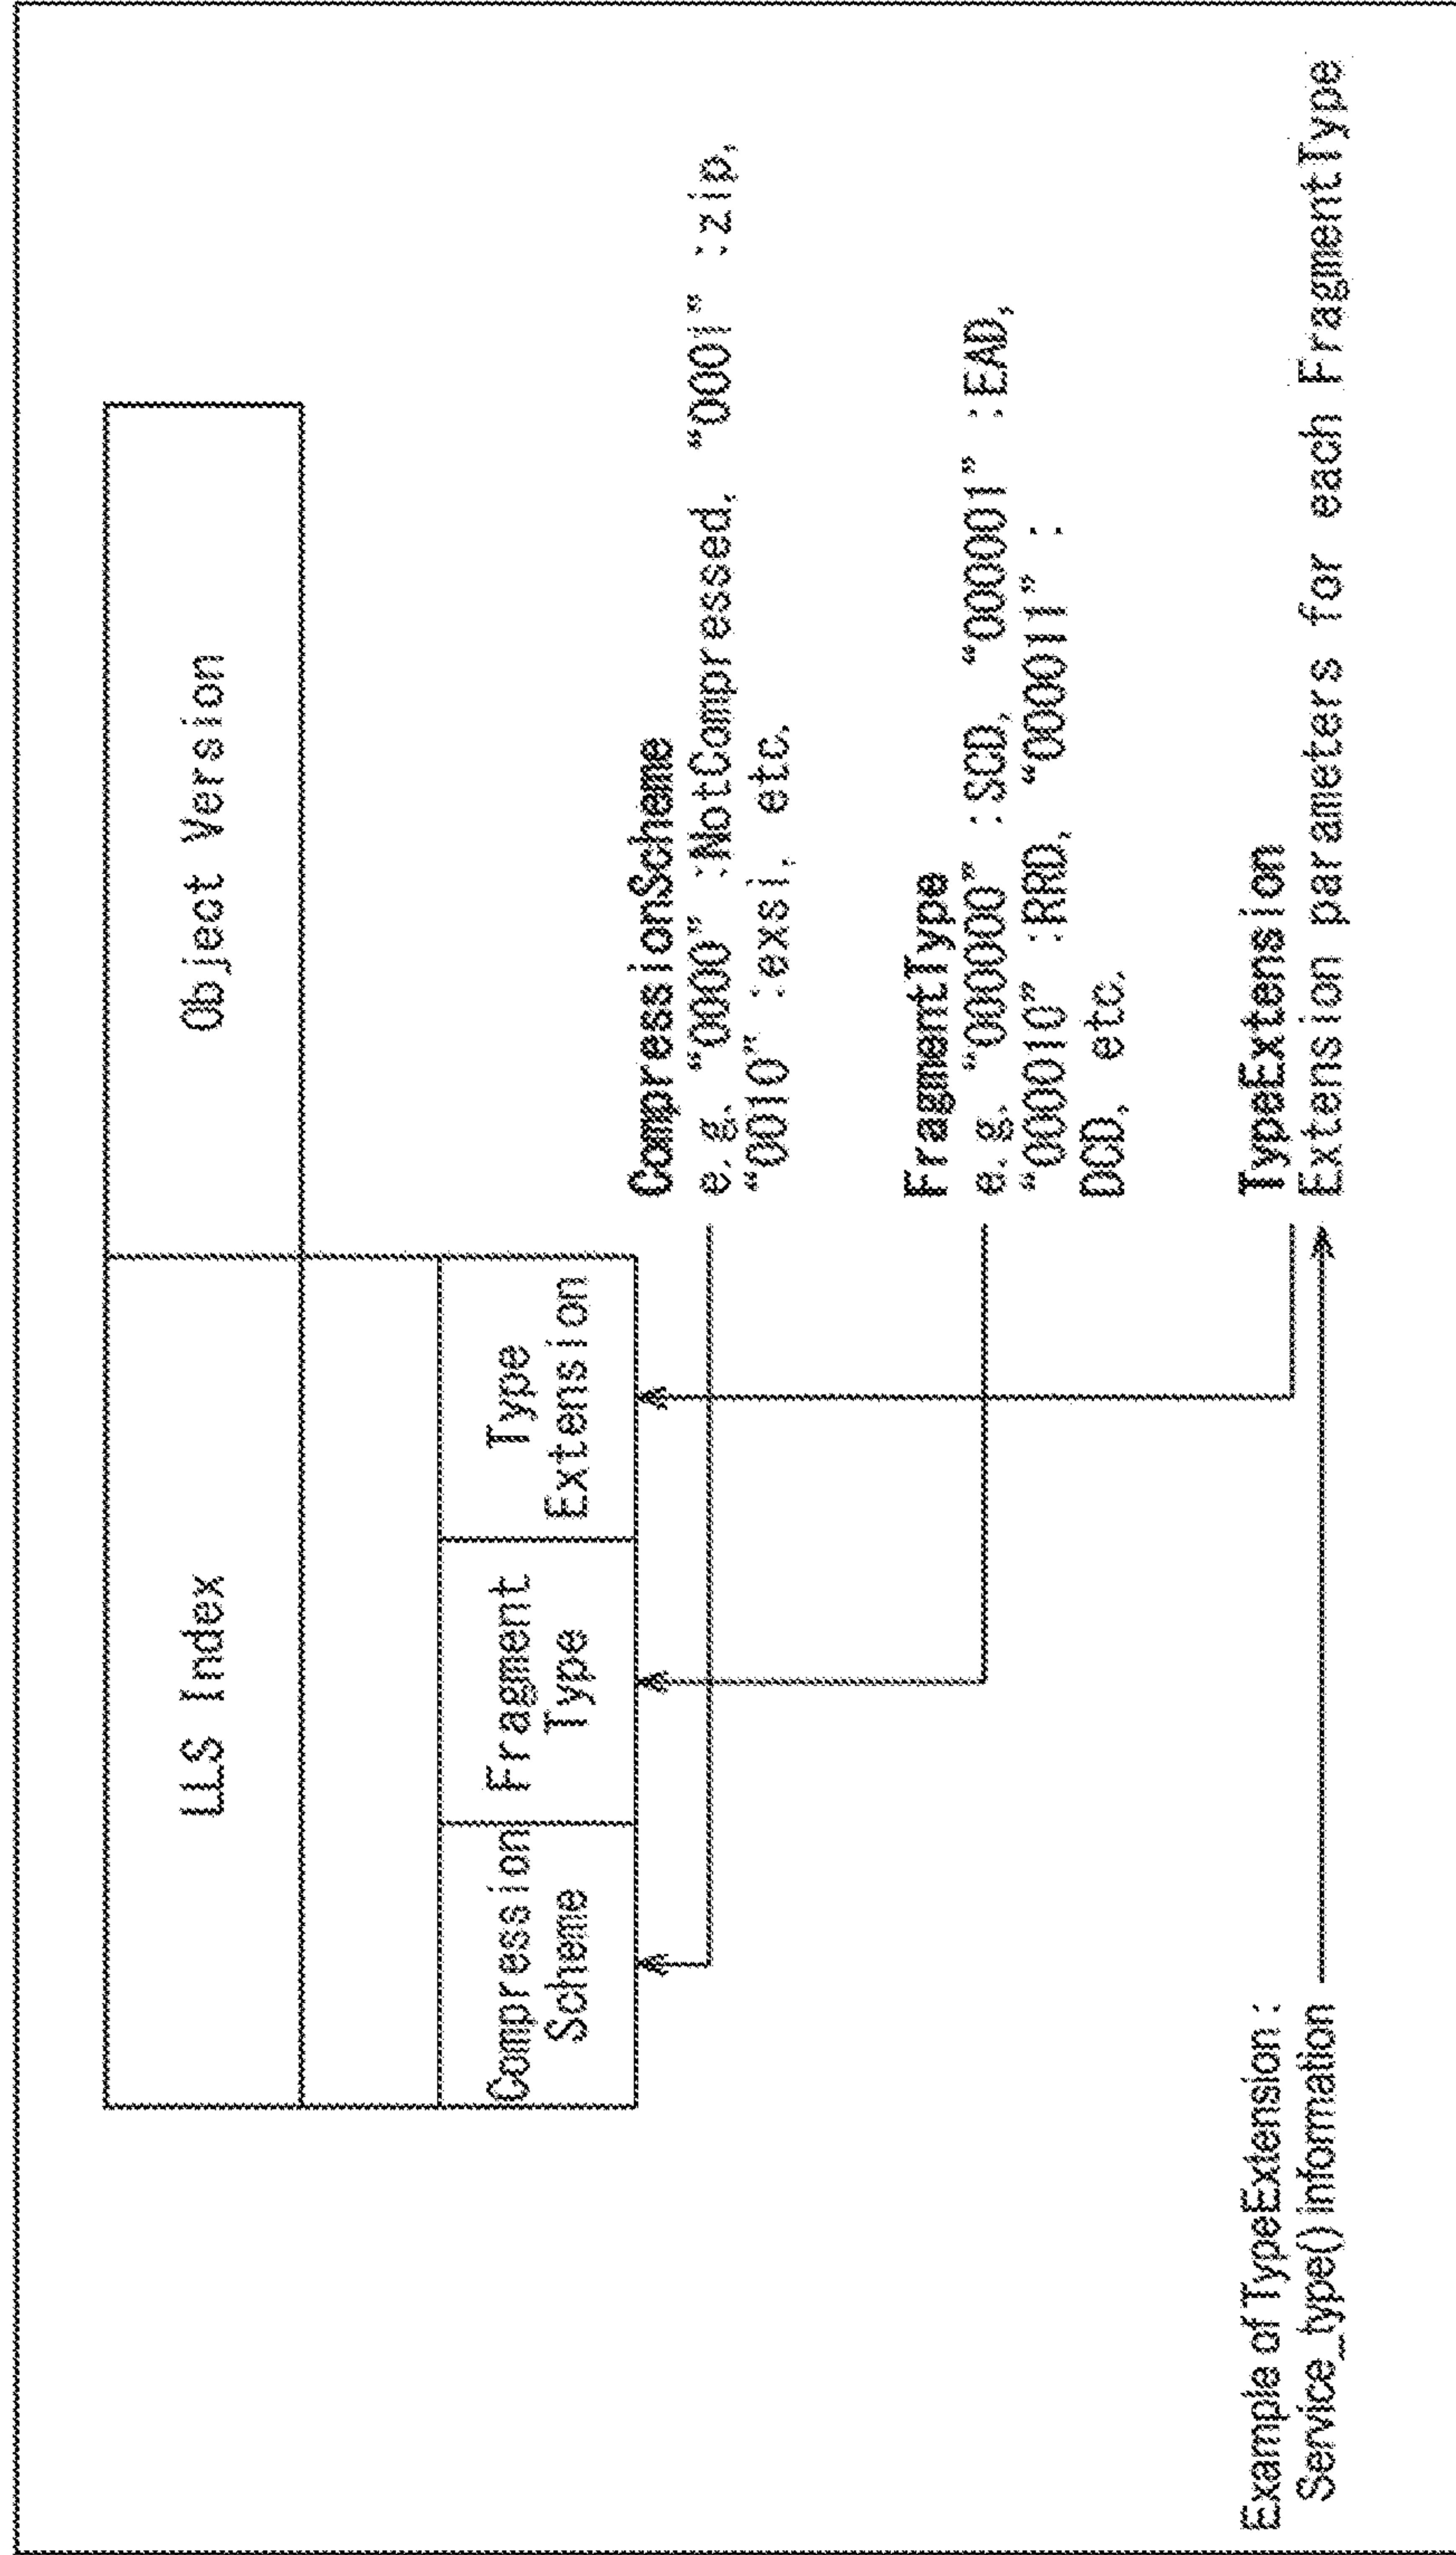 LLS Index
Object Version
Compression
Scheme
Fragment
Type
Type
Extension
CompressionScheme
e.g. “0000” :NotCompressed, “0001” :zip,
“0010” :exsi, etc.
FragmentType
e.g. “000000” :SCD, “000001” :EAD,
“000010” :RRD, “000011” :
DCD, etc.
Example of TypeExtension :
Service_type() information
TypeExtension
Extension parameters for each FragmentType